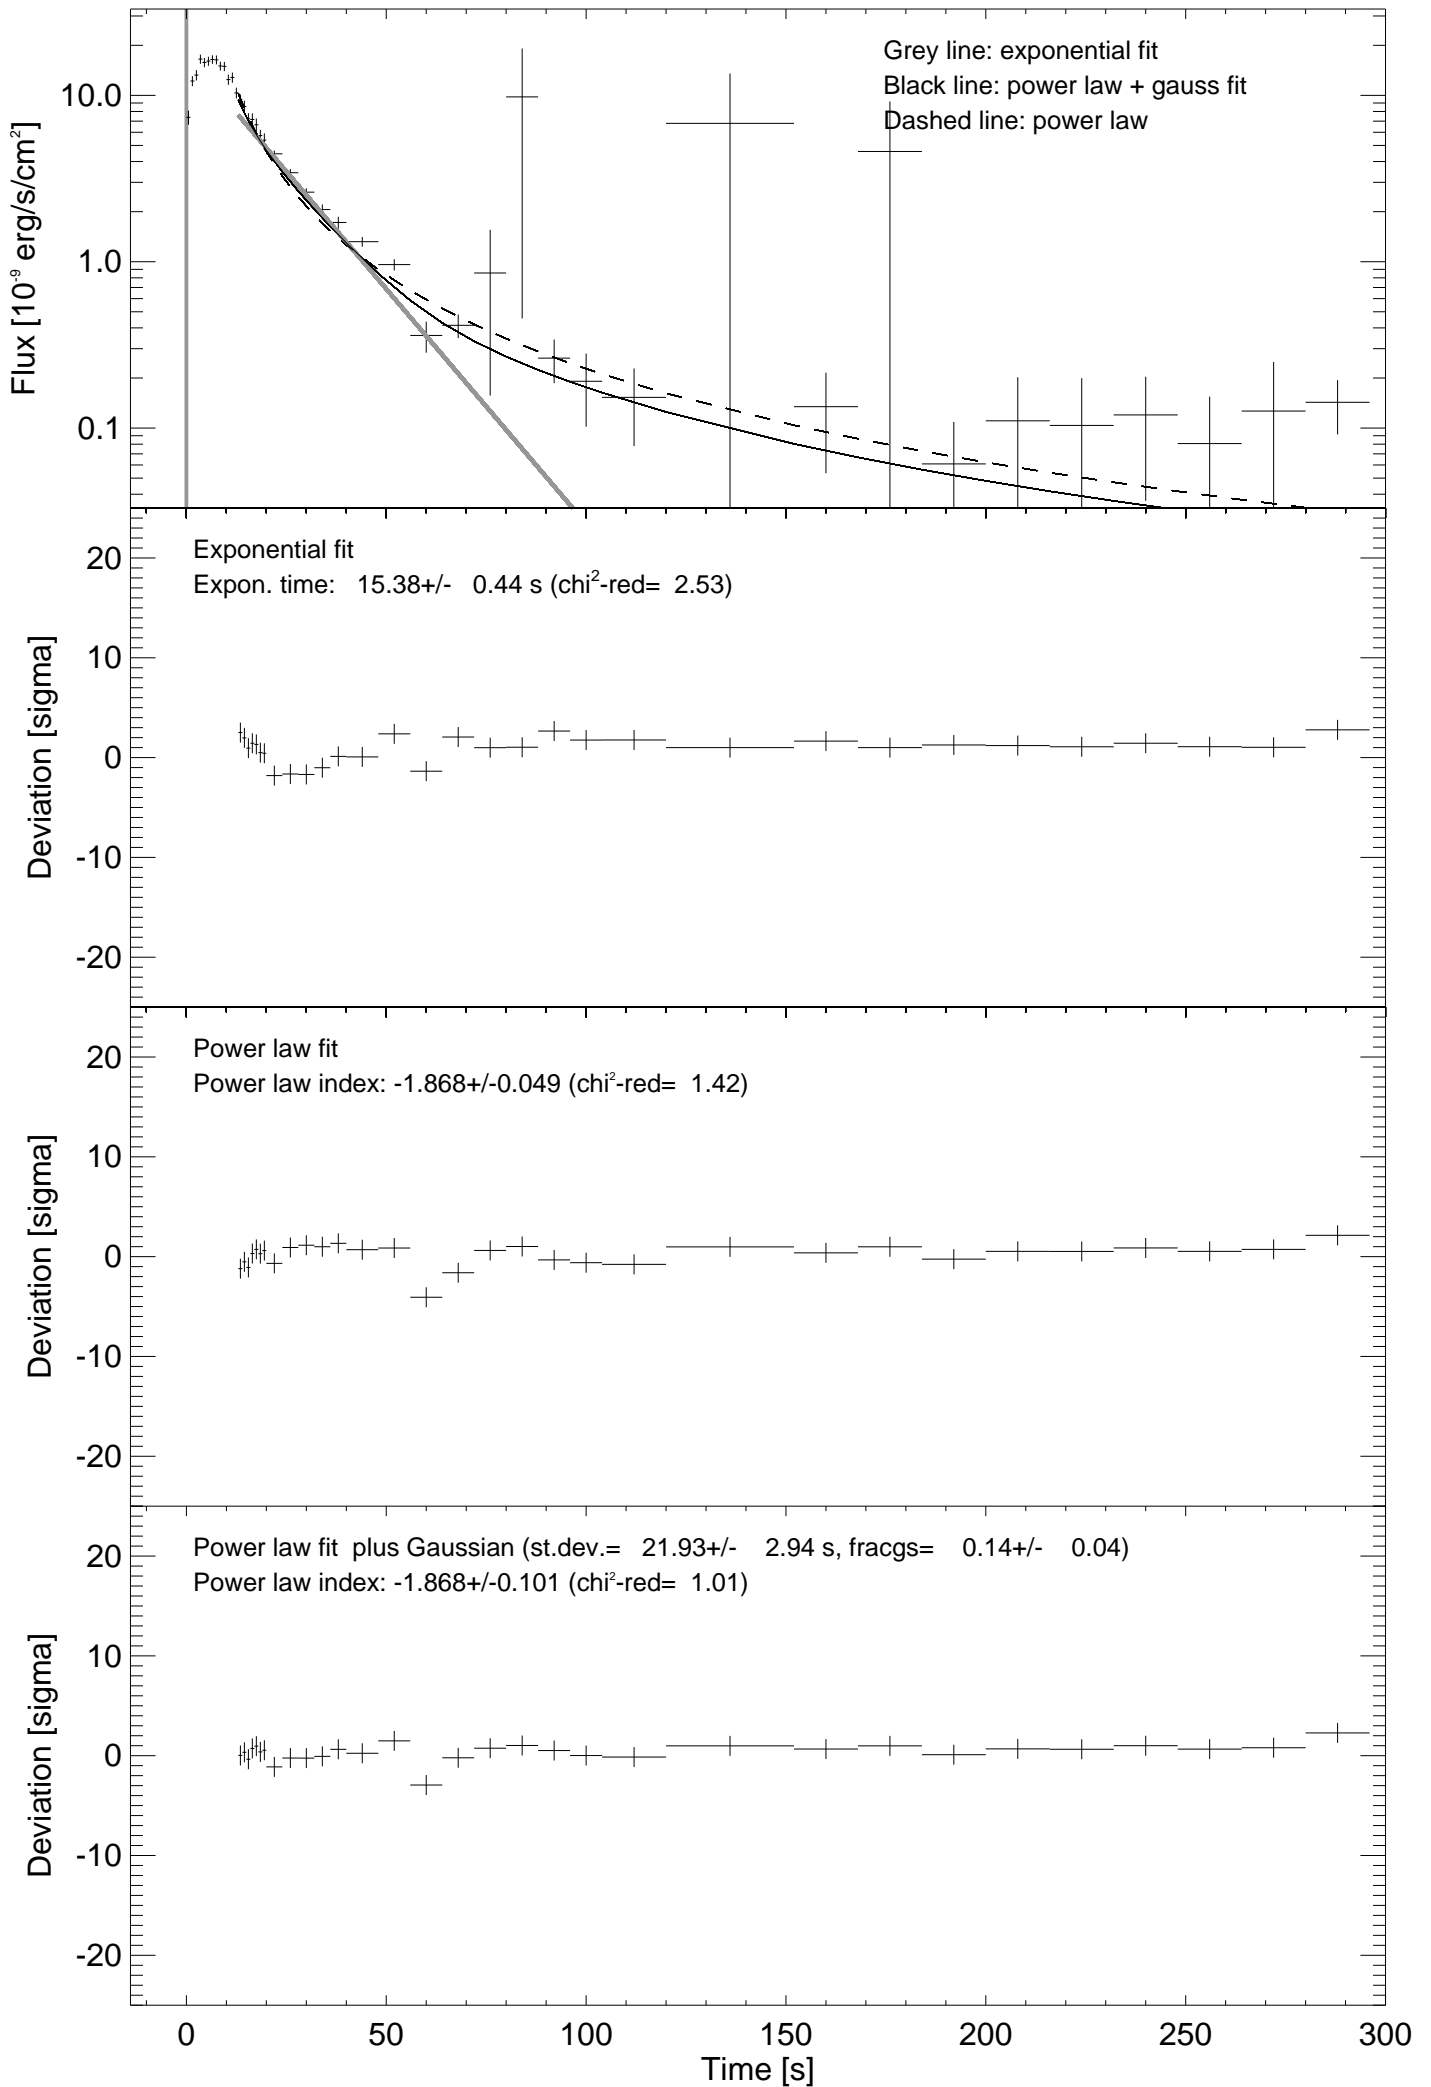 Grey line: exponential fit
Black line: power law + gauss fit
Dashed line: power law
Flux [10⁻⁹ erg/s/cm²]
10.0
1.0
0.1
Exponential fit
Expon. time: 15.38+/- 0.44 s (chi²-red= 2.53)
Deviation [sigma]
20
10
0
-10
-20
Power law fit
Power law index: -1.868+/-0.049 (chi²-red= 1.42)
Deviation [sigma]
20
10
0
-10
-20
Power law fit plus Gaussian (st.dev.= 21.93+/- 2.94 s, fracgs= 0.14+/- 0.04)
Power law index: -1.868+/-0.101 (chi²-red= 1.01)
Deviation [sigma]
20
10
0
-10
-20
0 50 100 150 200 250 300
Time [s]